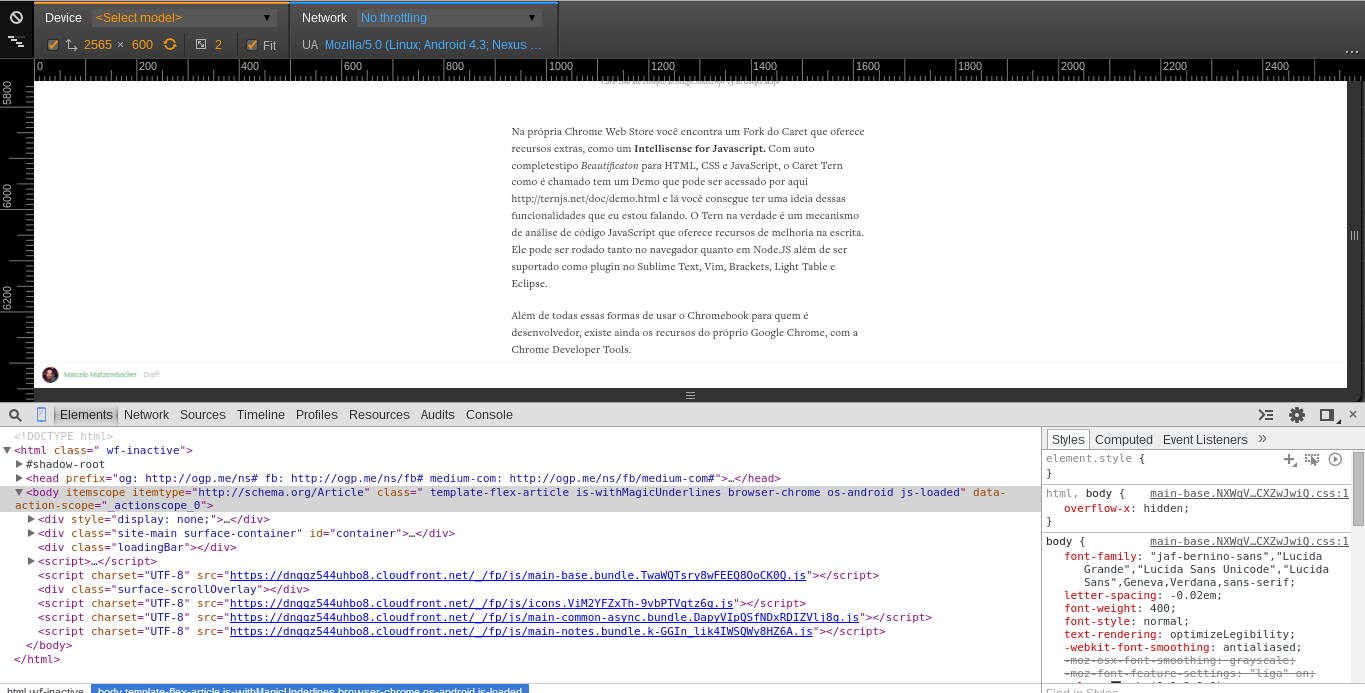 Device <Select model> ▼ Network No throttling ▼
2565 × 600 2 Fit UA Mozilla/5.0 (Linux; Android 4.3; Nexus ...
0 200 400 600 800 1000 1200 1400 1600 1800 2000 2200 2400
5800
6000
6200
Na própria Chrome Web Store você encontra um Fork do Caret que oferece
recursos extras, como um Intellisense for Javascript. Com auto
completestipo Beautificaton para HTML, CSS e JavaScript, o Caret Tern
como é chamado tem um Demo que pode ser acessado por aqui
http://ternjs.net/doc/demo.html e lá você consegue ter uma ideia dessas
funcionalidades que eu estou falando. O Tern na verdade é um mecanismo
de análise de código JavaScript que oferece recursos de melhoria na escrita.
Ele pode ser rodado tanto no navegador quanto em Node.JS além de ser
suportado como plugin no Sublime Text, Vim, Brackets, Light Table e
Eclipse.
Além de todas essas formas de usar o Chromebook para quem é
desenvolvedor, existe ainda os recursos do próprio Google Chrome, com a
Chrome Developer Tools.
Marcelo Matzembacher · Draft
Elements Network Sources Timeline Profiles Resources Audits Console
<!DOCTYPE html>
<html class=" wf-inactive">
#shadow-root
<head prefix="og: http://ogp.me/ns# fb: http://ogp.me/ns/fb# medium-com: http://ogp.me/ns/fb/medium-com#">…</head>
<body itemscope itemtype="http://schema.org/Article" class=" template-flex-article is-withMagicUnderlines browser-chrome os-android js-loaded" data-
action-scope="_actionscope_0">
<div style="display: none;">…</div>
<div class="site-main surface-container" id="container">…</div>
<div class="loadingBar"></div>
<script>…</script>
<script charset="UTF-8" src="https://dnqgz544uhbo8.cloudfront.net/_/fp/js/main-base.bundle.TwaWQTsry8wFEEQ8OoCK0Q.js"></script>
<div class="surface-scrollOverlay"></div>
<script charset="UTF-8" src="https://dnqgz544uhbo8.cloudfront.net/_/fp/js/icons.ViM2YFZxTh-9vbPTVqtz6g.js"></script>
<script charset="UTF-8" src="https://dnqgz544uhbo8.cloudfront.net/_/fp/js/main-common-async.bundle.DapyVIpQSfNDxRDIZVlj8g.js"></script>
<script charset="UTF-8" src="https://dnqgz544uhbo8.cloudfront.net/_/fp/js/main-notes.bundle.k-GGIn_lik4IWSQWy8HZ6A.js"></script>
</body>
</html>
html.wf-inactive body.template-flex-article.is-withMagicUnderlines.browser-chrome.os-android.js-loaded
Styles Computed Event Listeners »
element.style {
}
html, body { main-base.NXWqV…CXZwJwiQ.css:1
overflow-x: hidden;
}
body { main-base.NXWqV…CXZwJwiQ.css:1
font-family: "jaf-bernino-sans","Lucida
Grande","Lucida Sans Unicode","Lucida
Sans",Geneva,Verdana,sans-serif;
letter-spacing: -0.02em;
font-weight: 400;
font-style: normal;
text-rendering: optimizeLegibility;
-webkit-font-smoothing: antialiased;
-moz-osx-font-smoothing: grayscale;
-moz-font-feature-settings: "liga" on;
Find in Styles